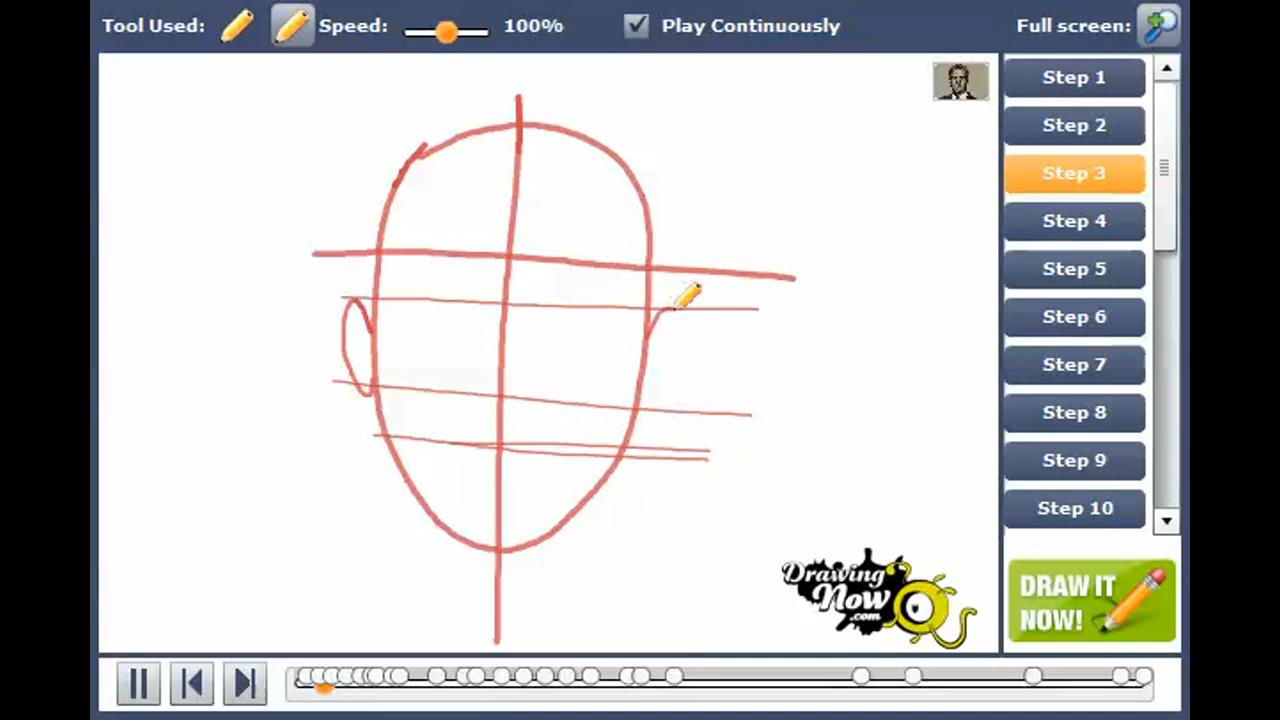 Tool Used: Speed: 100% Play Continuously Full screen:
Step 1
Step 2
Step 3
Step 4
Step 5
Step 6
Step 7
Step 8
Step 9
Step 10
Drawing
Now.com
DRAW IT
NOW!